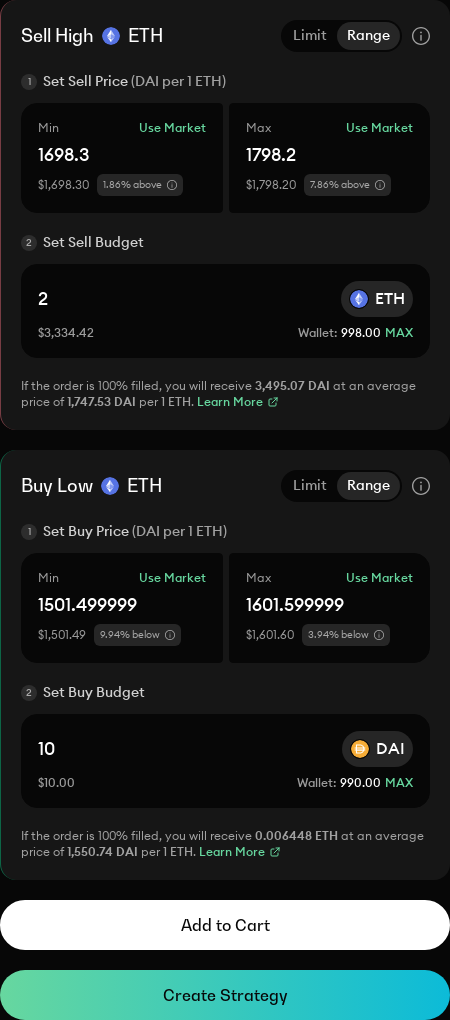 Sell High ETH Limit Range
1 Set Sell Price (DAI per 1 ETH)
Min Use Market Max Use Market
1698.3 1798.2
$1,698.30 1.86% above $1,798.20 7.86% above
2 Set Sell Budget
2 ETH
$3,334.42 Wallet: 998.00 MAX
If the order is 100% filled, you will receive 3,495.07 DAI at an average
price of 1,747.53 DAI per 1 ETH. Learn More
Buy Low ETH Limit Range
1 Set Buy Price (DAI per 1 ETH)
Min Use Market Max Use Market
1501.499999 1601.599999
$1,501.49 9.94% below $1,601.60 3.94% below
2 Set Buy Budget
10 DAI
$10.00 Wallet: 990.00 MAX
If the order is 100% filled, you will receive 0.006448 ETH at an average
price of 1,550.74 DAI per 1 ETH. Learn More
Add to Cart
Create Strategy